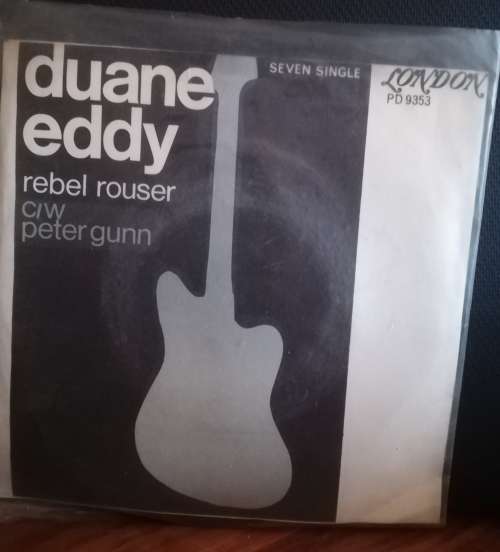 duane
eddy
rebel rouser
c/w
peter gunn
SEVEN SINGLE
LONDON
PD 9353